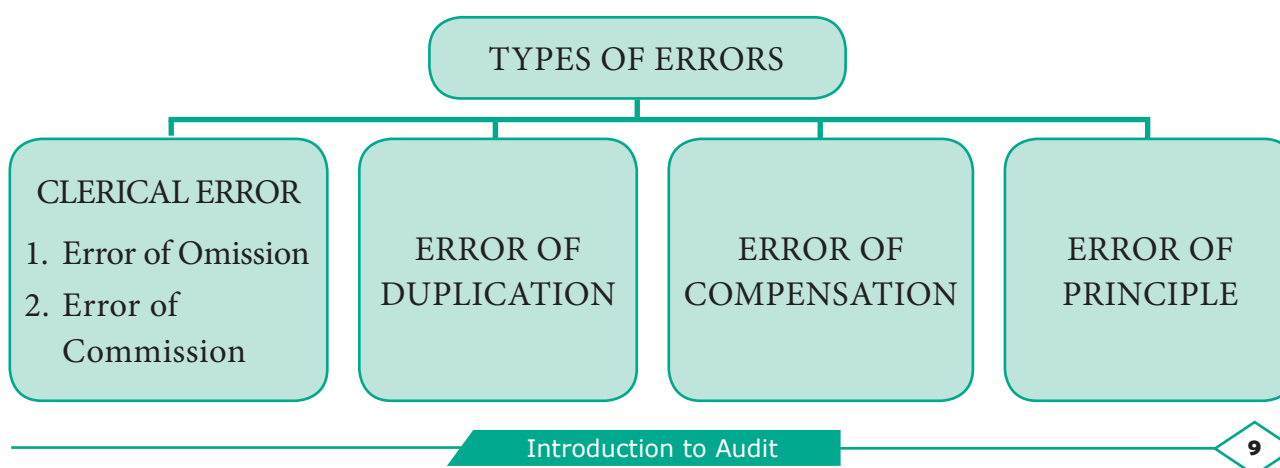 TYPES OF ERRORS
CLERICAL ERROR
1. Error of Omission
2. Error of
Commission
ERROR OF
DUPLICATION
ERROR OF
COMPENSATION
ERROR OF
PRINCIPLE
Introduction to Audit
9